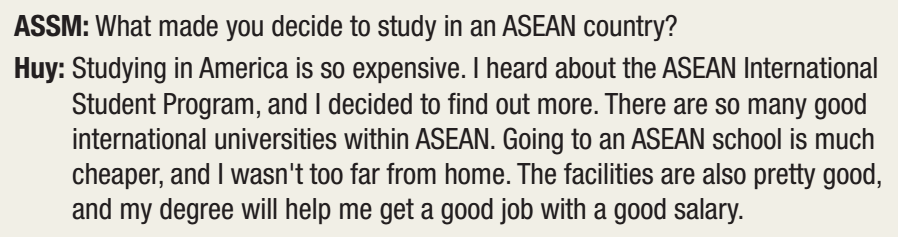 ASSM: What made you decide to study in an ASEAN country?
Huy: Studying in America is so expensive. I heard about the ASEAN International
Student Program, and I decided to find out more. There are so many good
international universities within ASEAN. Going to an ASEAN school is much
cheaper, and I wasn't too far from home. The facilities are also pretty good,
and my degree will help me get a good job with a good salary.